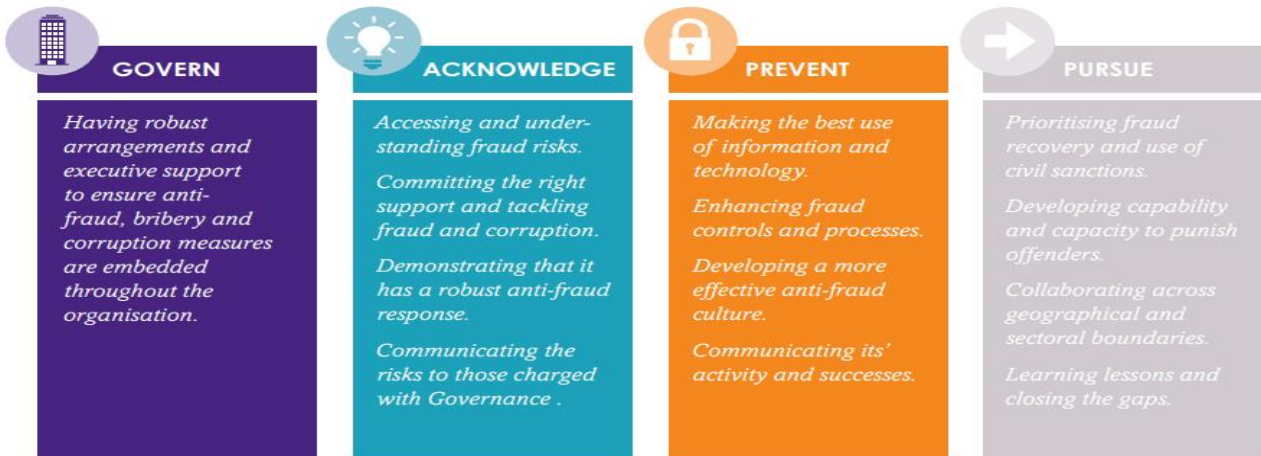 GOVERN
Having robust
arrangements and
executive support
to ensure anti-
fraud, bribery and
corruption measures
are embedded
throughout the
organisation.
ACKNOWLEDGE
Accessing and under-
standing fraud risks.
Committing the right
support and tackling
fraud and corruption.
Demonstrating that it
has a robust anti-fraud
response.
Communicating the
risks to those charged
with Governance .
PREVENT
Making the best use
of information and
technology.
Enhancing fraud
controls and processes.
Developing a more
effective anti-fraud
culture.
Communicating its’
activity and successes.
PURSUE
Prioritising fraud
recovery and use of
civil sanctions.
Developing capability
and capacity to punish
offenders.
Collaborating across
geographical and
sectoral boundaries.
Learning lessons and
closing the gaps.